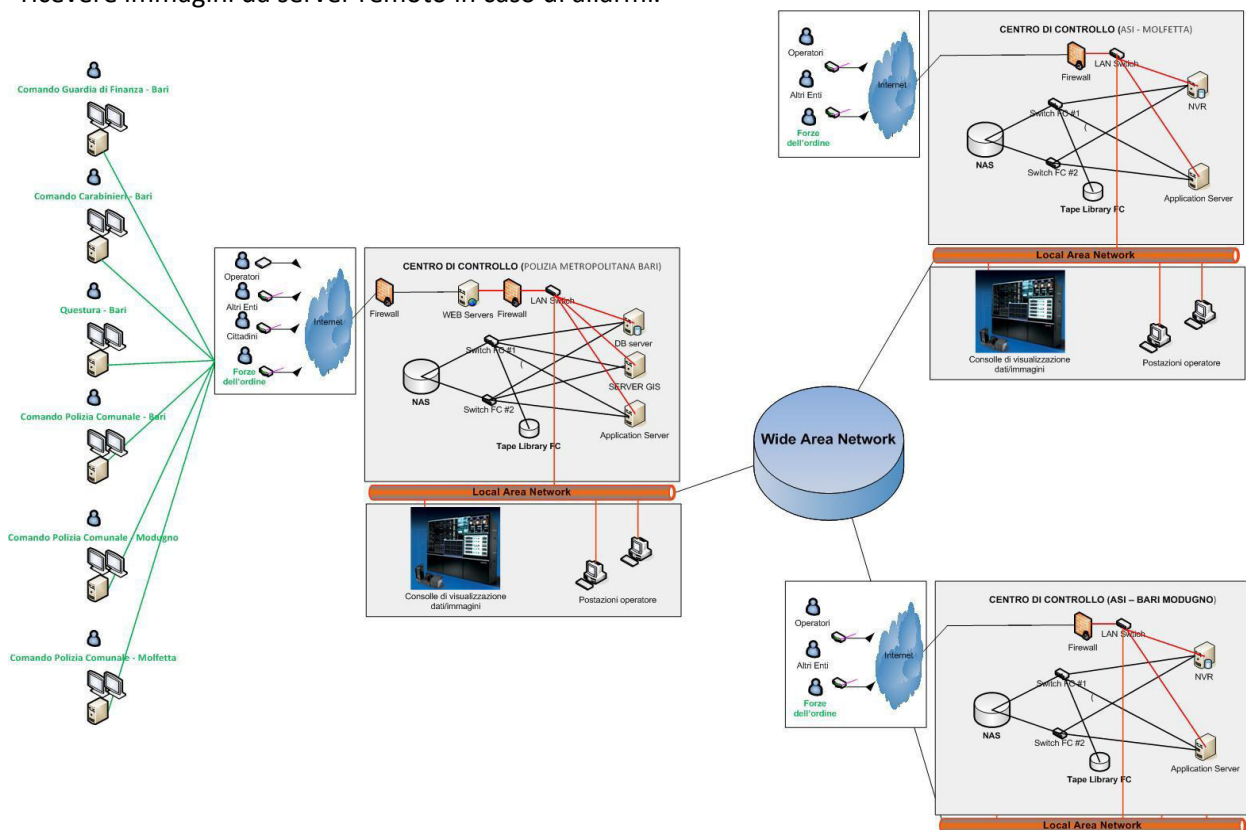 ricevere immagini da server remoto in caso di allarmi.
Comando Guardia di Finanza - Bari
Comando Carabinieri - Bari
Questura - Bari
Comando Polizia Comunale - Bari
Comando Polizia Comunale - Modugno
Comando Polizia Comunale - Molfetta
Operatori
Altri Enti
Cittadini
Forze
dell'ordine
Internet
CENTRO DI CONTROLLO (POLIZIA METROPOLITANA BARI)
Firewall
WEB Servers
Firewall
LAN Switch
DB server
Switch FC #1
(
SERVER GIS
NAS
Switch FC #2
Application Server
Tape Library FC
Local Area Network
Consolle di visualizzazione
dati/immagini
Postazioni operatore
Wide Area Network
Operatori
Altri Enti
Forze
dell'ordine
Internet
CENTRO DI CONTROLLO (ASI - MOLFETTA)
Firewall
LAN Switch
NVR
Switch FC #1
(
NAS
Switch FC #2
Application Server
Tape Library FC
Local Area Network
Consolle di visualizzazione
dati/immagini
Postazioni operatore
Operatori
Altri Enti
Forze
dell'ordine
Internet
CENTRO DI CONTROLLO (ASI – BARI MODUGNO)
Firewall
LAN Switch
NVR
Switch FC #1
(
NAS
Switch FC #2
Application Server
Tape Library FC
Local Area Network